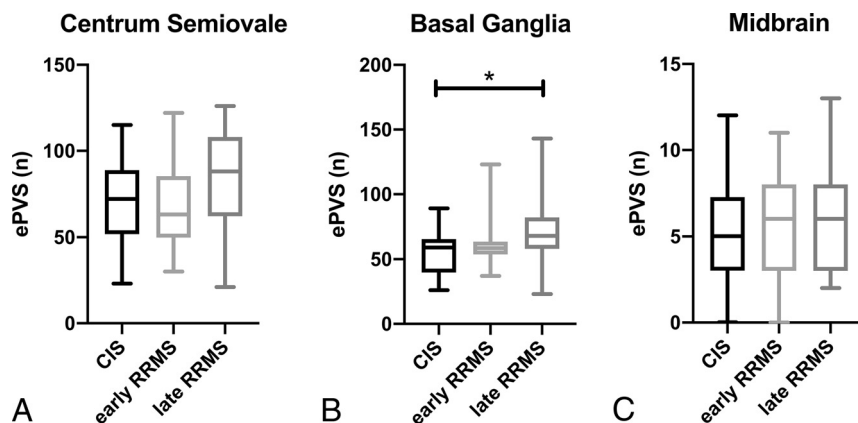 Centrum Semiovale
ePVS (n)
150
100
50
0
CIS
early RRMS
late RRMS
A
Basal Ganglia
ePVS (n)
200
150
100
50
0
*
CIS
early RRMS
late RRMS
B
Midbrain
ePVS (n)
15
10
5
0
CIS
early RRMS
late RRMS
C